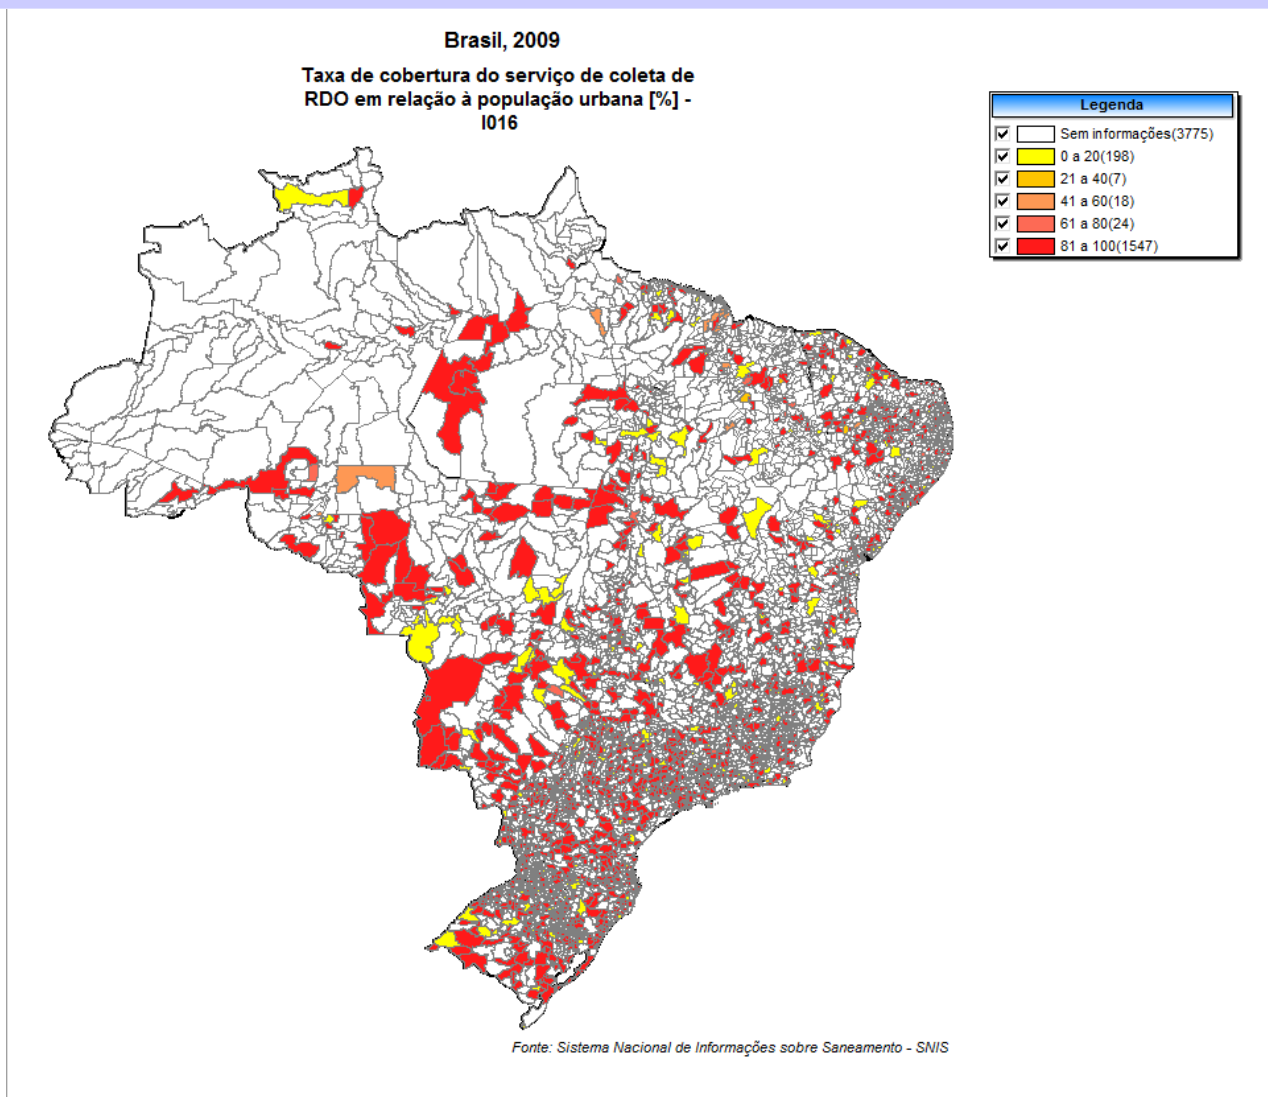 Brasil, 2009
Taxa de cobertura do serviço de coleta de
RDO em relação à população urbana [%] -
I016
Legenda
Sem informações(3775)
0 a 20(198)
21 a 40(7)
41 a 60(18)
61 a 80(24)
81 a 100(1547)
Fonte: Sistema Nacional de Informações sobre Saneamento - SNIS